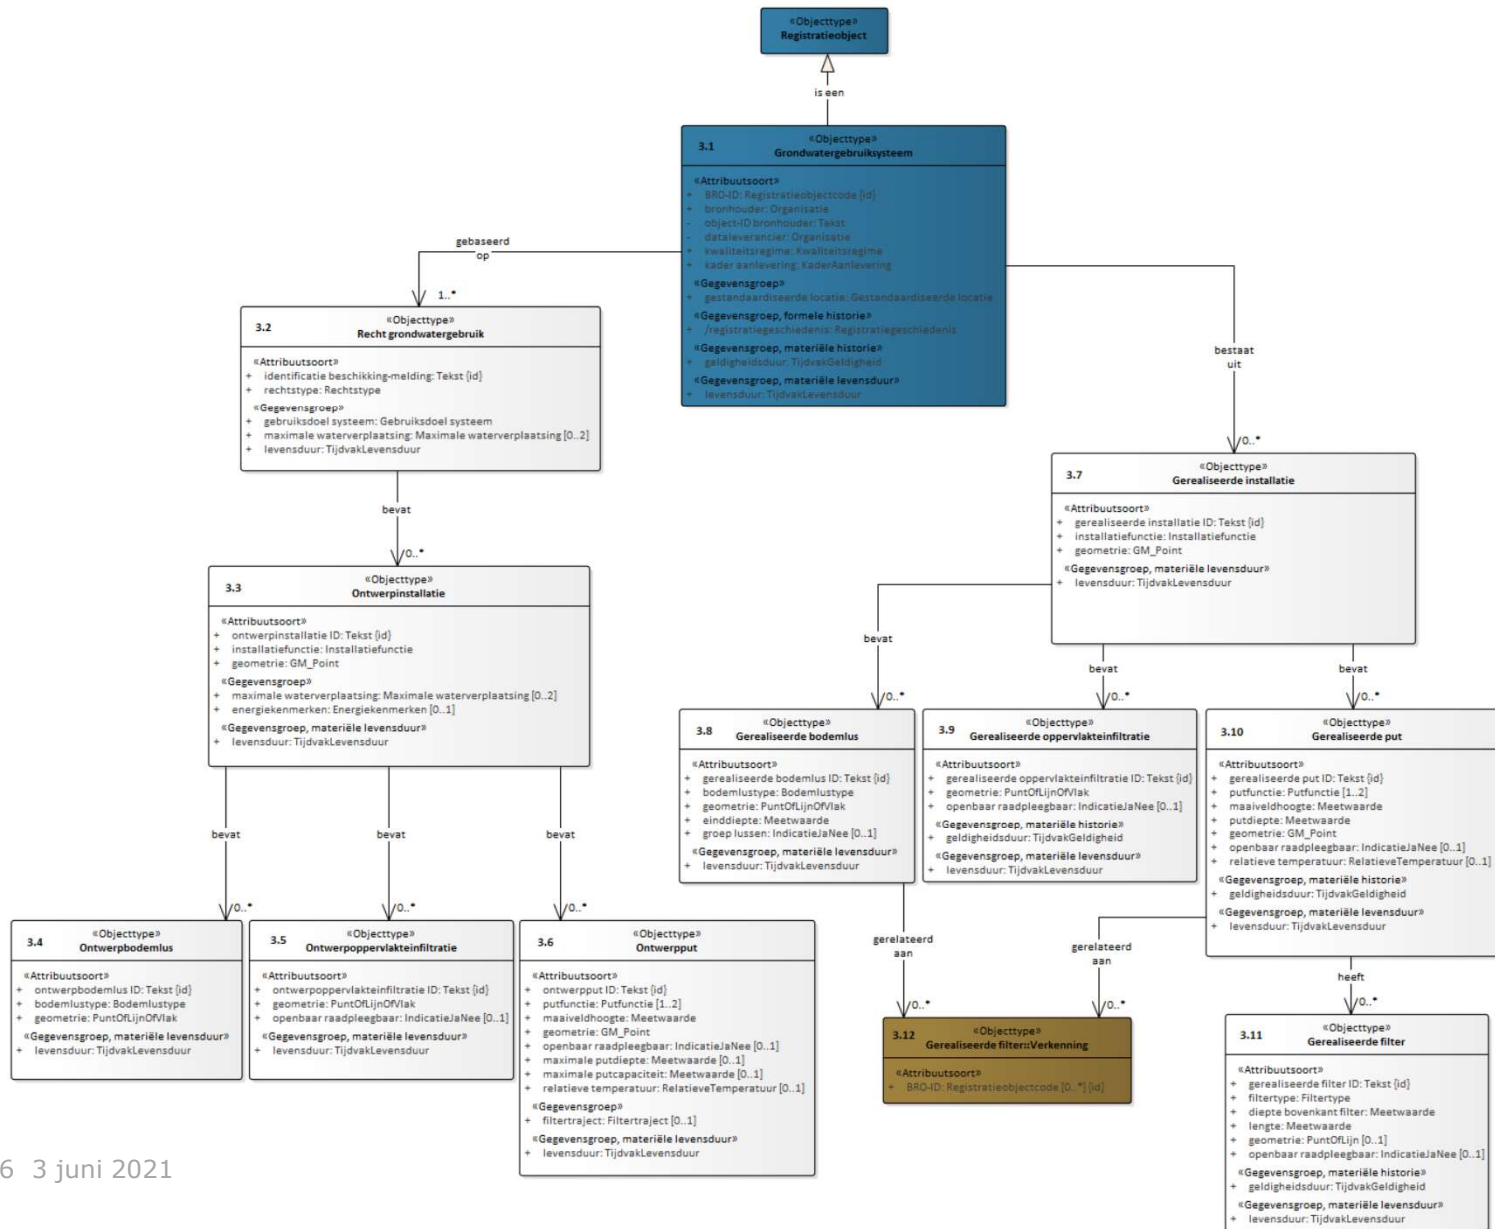 «Objecttype»
Registratieobject
is een
3.1
«Objecttype»
Grondwatergebruiksysteem
«Attribuutsoort»
+ BRO-ID: Registratieobjectcode {id}
+ bronhouder: Organisatie
- object-ID bronhouder: Tekst
- dataleverancier: Organisatie
+ kwaliteitsregime: Kwaliteitsregime
+ kader aanlevering: KaderAanlevering
«Gegevensgroep»
+ gestandaardiseerde locatie: Gestandaardiseerde locatie
«Gegevensgroep, formele historie»
+ /registratiegeschiedenis: Registratiegeschiedenis
«Gegevensgroep, materiële historie»
+ geldigheidsduur: TijdvakGeldigheid
«Gegevensgroep, materiële levensduur»
+ levensduur: TijdvakLevensduur
gebaseerd
op
1..*
bestaat
uit
0..*
3.2
«Objecttype»
Recht grondwatergebruik
«Attribuutsoort»
+ identificatie beschikking-melding: Tekst {id}
+ rechtstype: Rechtstype
«Gegevensgroep»
+ gebruiksdoel systeem: Gebruiksdoel systeem
+ maximale waterverplaatsing: Maximale waterverplaatsing [0..2]
+ levensduur: TijdvakLevensduur
bevat
0..*
3.7
«Objecttype»
Gerealiseerde installatie
«Attribuutsoort»
+ gerealiseerde installatie ID: Tekst {id}
+ installatiefunctie: Installatiefunctie
+ geometrie: GM_Point
«Gegevensgroep, materiële levensduur»
+ levensduur: TijdvakLevensduur
3.3
«Objecttype»
Ontwerpinstallatie
«Attribuutsoort»
+ ontwerpinstallatie ID: Tekst {id}
+ installatiefunctie: Installatiefunctie
+ geometrie: GM_Point
«Gegevensgroep»
+ maximale waterverplaatsing: Maximale waterverplaatsing [0..2]
+ energiekenmerken: Energiekenmerken [0..1]
«Gegevensgroep, materiële levensduur»
+ levensduur: TijdvakLevensduur
bevat
0..*
bevat
0..*
bevat
0..*
3.8
«Objecttype»
Gerealiseerde bodemlus
«Attribuutsoort»
+ gerealiseerde bodemlus ID: Tekst {id}
+ bodemlustype: Bodemlustype
+ geometrie: PuntOfLijnOfVlak
+ einddiepte: Meetwaarde
+ groep lussen: IndicatieJaNee [0..1]
«Gegevensgroep, materiële levensduur»
+ levensduur: TijdvakLevensduur
3.9
«Objecttype»
Gerealiseerde oppervlakteinfiltratie
«Attribuutsoort»
+ gerealiseerde oppervlakteinfiltratie ID: Tekst {id}
+ geometrie: PuntOfLijnOfVlak
+ openbaar raadpleegbaar: IndicatieJaNee [0..1]
«Gegevensgroep, materiële historie»
+ geldigheidsduur: TijdvakGeldigheid
«Gegevensgroep, materiële levensduur»
+ levensduur: TijdvakLevensduur
3.10
«Objecttype»
Gerealiseerde put
«Attribuutsoort»
+ gerealiseerde put ID: Tekst {id}
+ putfunctie: Putfunctie [1..2]
+ maaiveldhoogte: Meetwaarde
+ putdiepte: Meetwaarde
+ geometrie: GM_Point
+ openbaar raadpleegbaar: IndicatieJaNee [0..1]
+ relatieve temperatuur: RelatieveTemperatuur [0..1]
«Gegevensgroep, materiële historie»
+ geldigheidsduur: TijdvakGeldigheid
«Gegevensgroep, materiële levensduur»
+ levensduur: TijdvakLevensduur
bevat
0..*
bevat
0..*
bevat
0..*
gerelateerd
aan
0..*
gerelateerd
aan
0..*
heeft
0..*
3.4
«Objecttype»
Ontwerpbodemlus
«Attribuutsoort»
+ ontwerpbodemlus ID: Tekst {id}
+ bodemlustype: Bodemlustype
+ geometrie: PuntOfLijnOfVlak
«Gegevensgroep, materiële levensduur»
+ levensduur: TijdvakLevensduur
3.5
«Objecttype»
Ontwerpoppervlakteinfiltratie
«Attribuutsoort»
+ ontwerpoppervlakteinfiltratie ID: Tekst {id}
+ geometrie: PuntOfLijnOfVlak
+ openbaar raadpleegbaar: IndicatieJaNee [0..1]
«Gegevensgroep, materiële levensduur»
+ levensduur: TijdvakLevensduur
3.6
«Objecttype»
Ontwerpput
«Attribuutsoort»
+ ontwerpput ID: Tekst {id}
+ putfunctie: Putfunctie [1..2]
+ maaiveldhoogte: Meetwaarde
+ geometrie: GM_Point
+ openbaar raadpleegbaar: IndicatieJaNee [0..1]
+ maximale putdiepte: Meetwaarde [0..1]
+ maximale putcapaciteit: Meetwaarde [0..1]
+ relatieve temperatuur: RelatieveTemperatuur [0..1]
«Gegevensgroep»
+ filtertraject: Filtertraject [0..1]
«Gegevensgroep, materiële levensduur»
+ levensduur: TijdvakLevensduur
3.12
«Objecttype»
Gerealiseerde filter::Verkenning
«Attribuutsoort»
+ BRO-ID: Registratieobjectcode [0..*] {id}
3.11
«Objecttype»
Gerealiseerde filter
«Attribuutsoort»
+ gerealiseerde filter ID: Tekst {id}
+ filtertype: Filtertype
+ diepte bovenkant filter: Meetwaarde
+ lengte: Meetwaarde
+ geometrie: PuntOfLijn [0..1]
+ openbaar raadpleegbaar: IndicatieJaNee [0..1]
«Gegevensgroep, materiële historie»
+ geldigheidsduur: TijdvakGeldigheid
«Gegevensgroep, materiële levensduur»
+ levensduur: TijdvakLevensduur
6 3 juni 2021